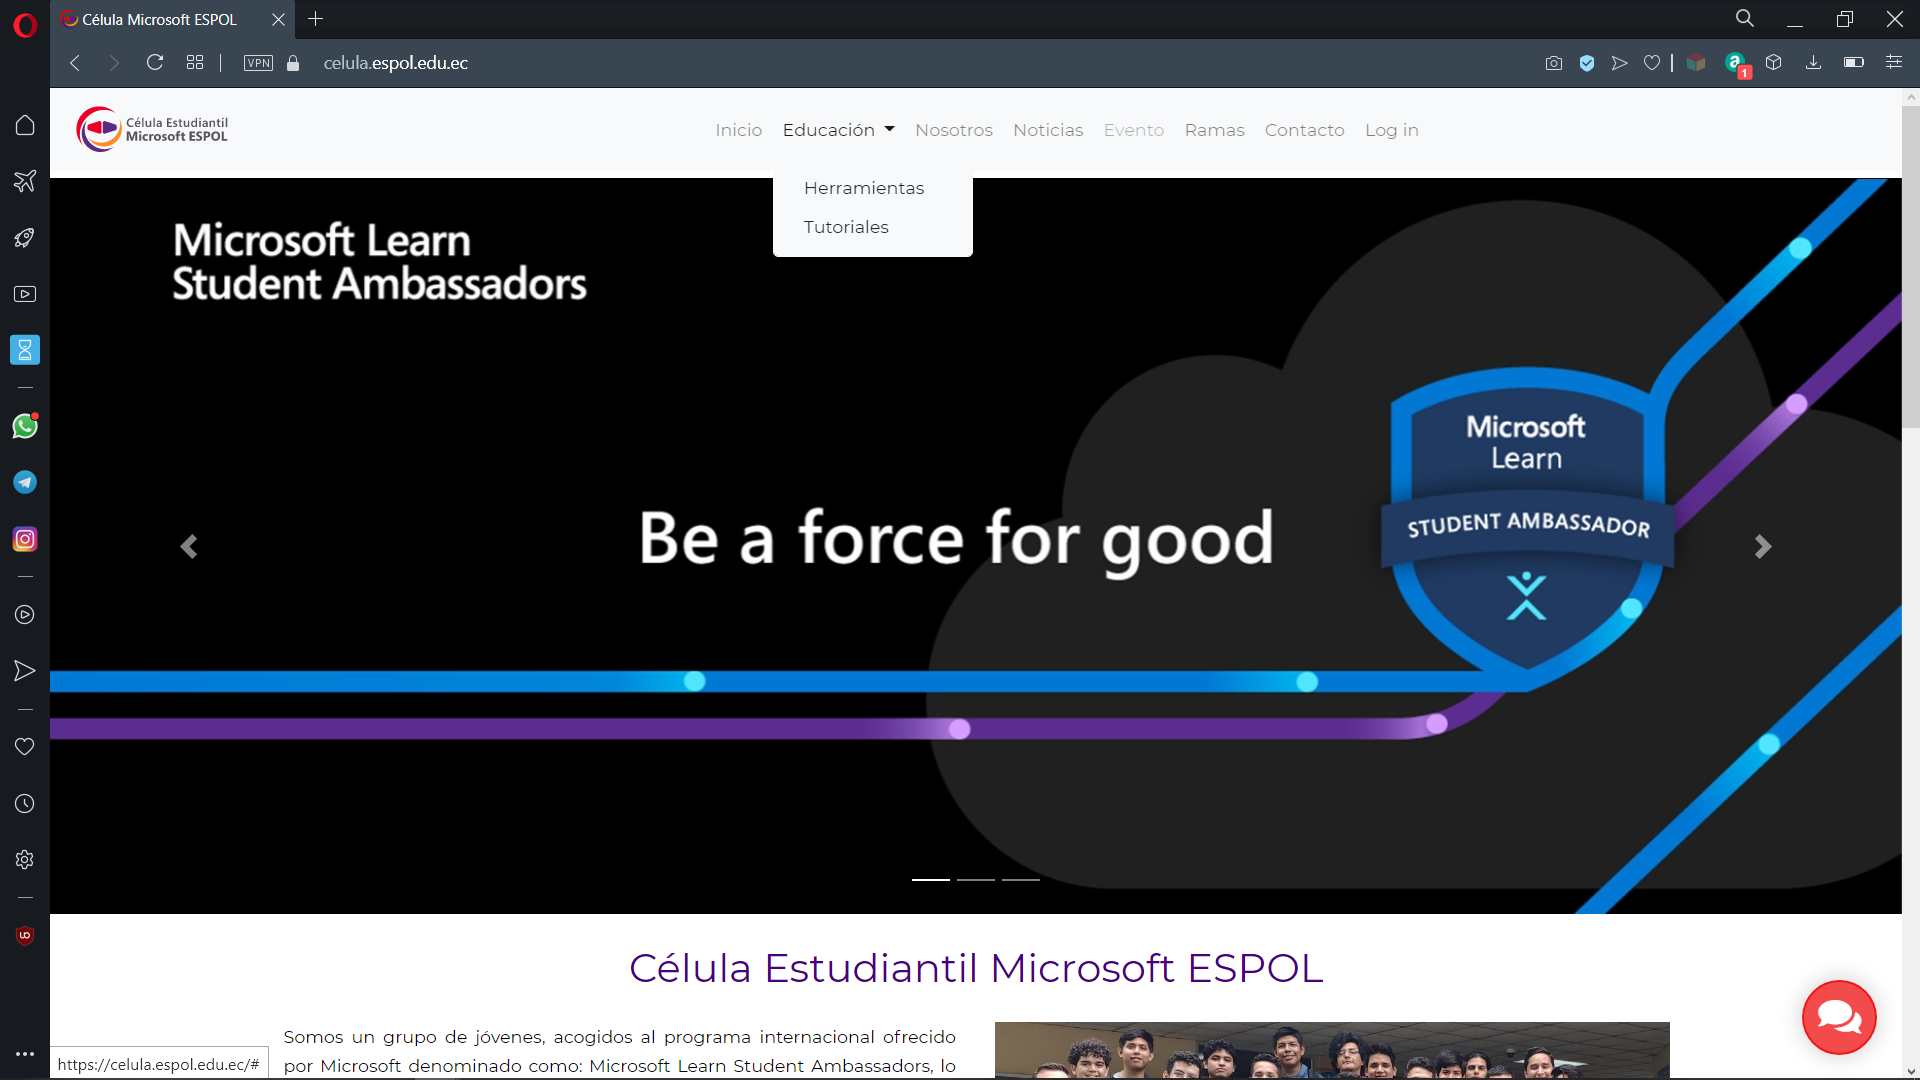 Célula Microsoft ESPOL
VPN
celula.espol.edu.ec
a
1
Célula Estudiantil
Microsoft ESPOL
Inicio
Educación
Nosotros
Noticias
Evento
Ramas
Contacto
Log in
Herramientas
Tutoriales
Microsoft Learn
Student Ambassadors
Microsoft
Learn
STUDENT AMBASSADOR
Be a force for good
Célula Estudiantil Microsoft ESPOL
Somos un grupo de jóvenes, acogidos al programa internacional ofrecido
por Microsoft denominado como: Microsoft Learn Student Ambassadors, lo
https://celula.espol.edu.ec/#